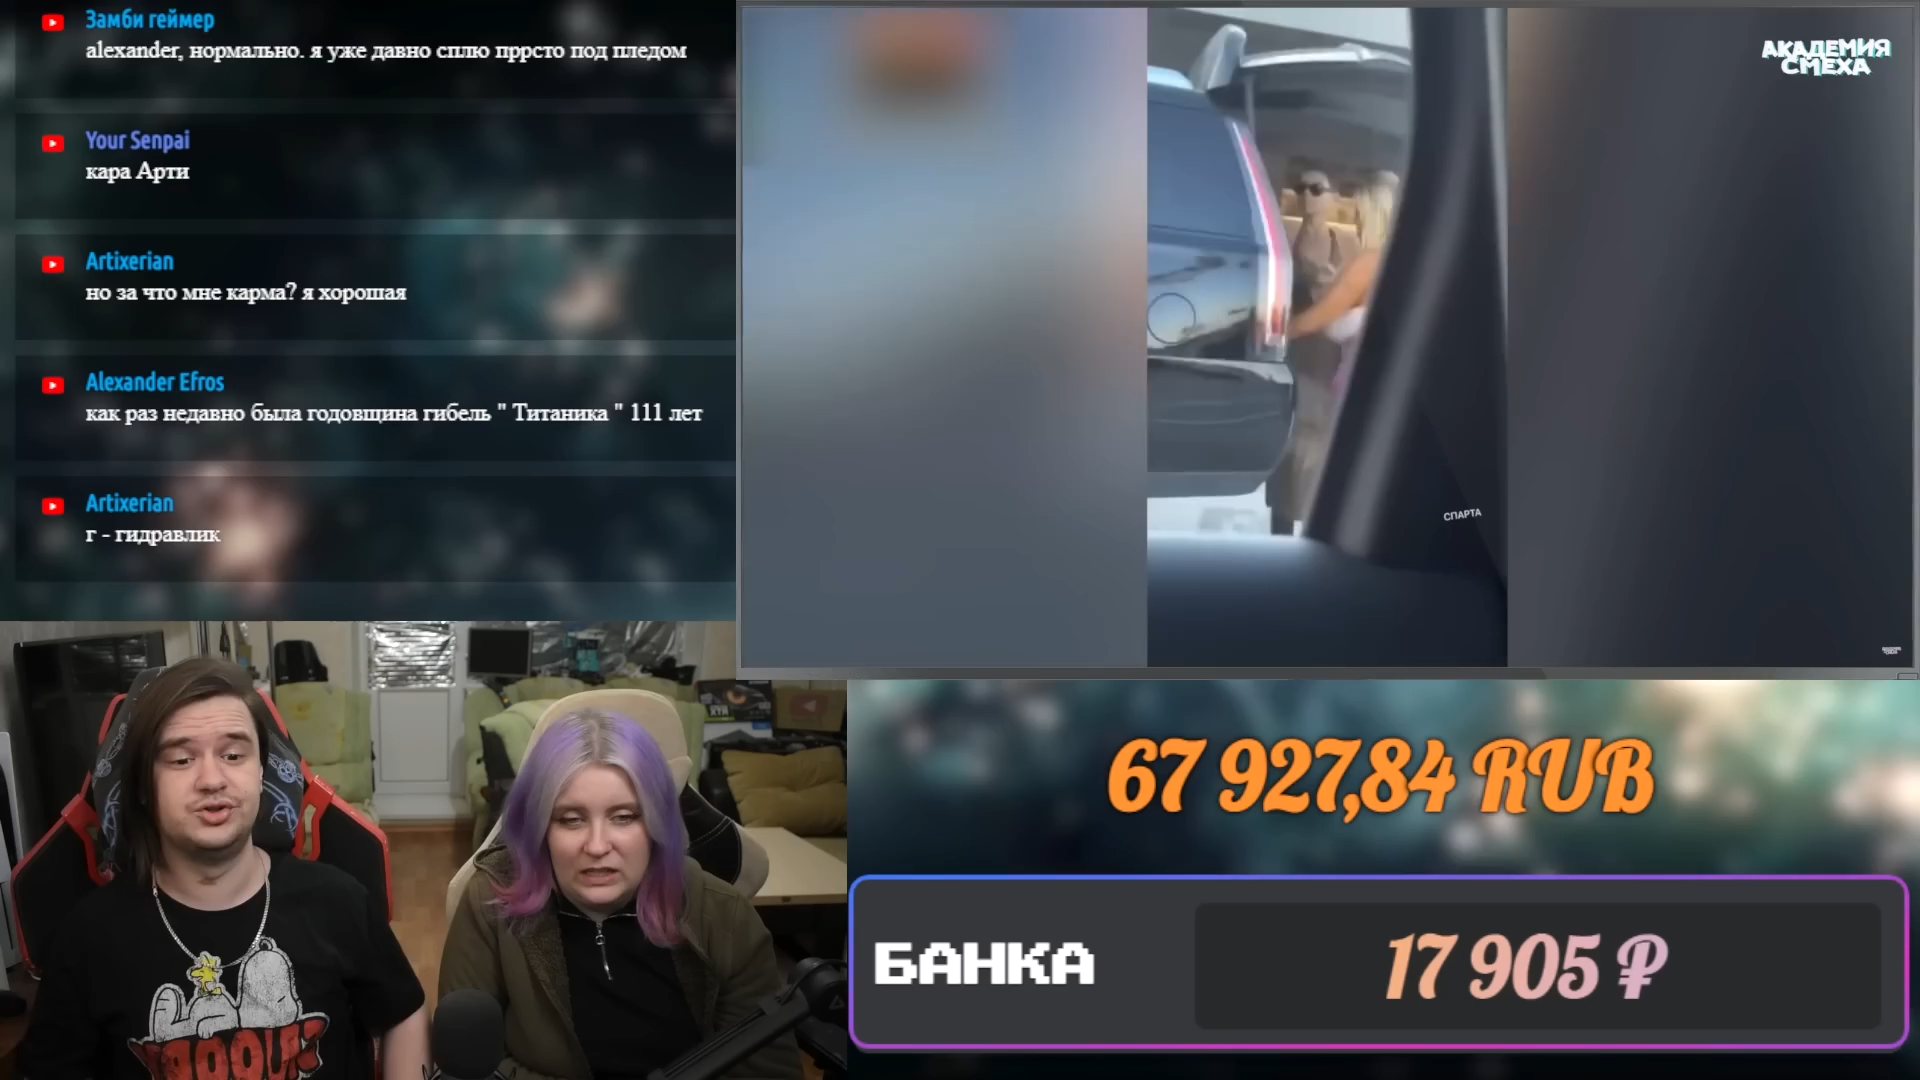 Замби геймер
alexander, нормально. я уже давно сплю пррсто под пледом
Your Senpai
кара Арти
Artixerian
но за что мне карма? я хорошая
Alexander Efros
как раз недавно была годовщина гибель " Титаника " 111 лет
Artixerian
г - гидравлик
АКАДЕМИЯ
СМЕХА
СПАРТА
67 927,84 RUB
БАНКА
17 905 ₽